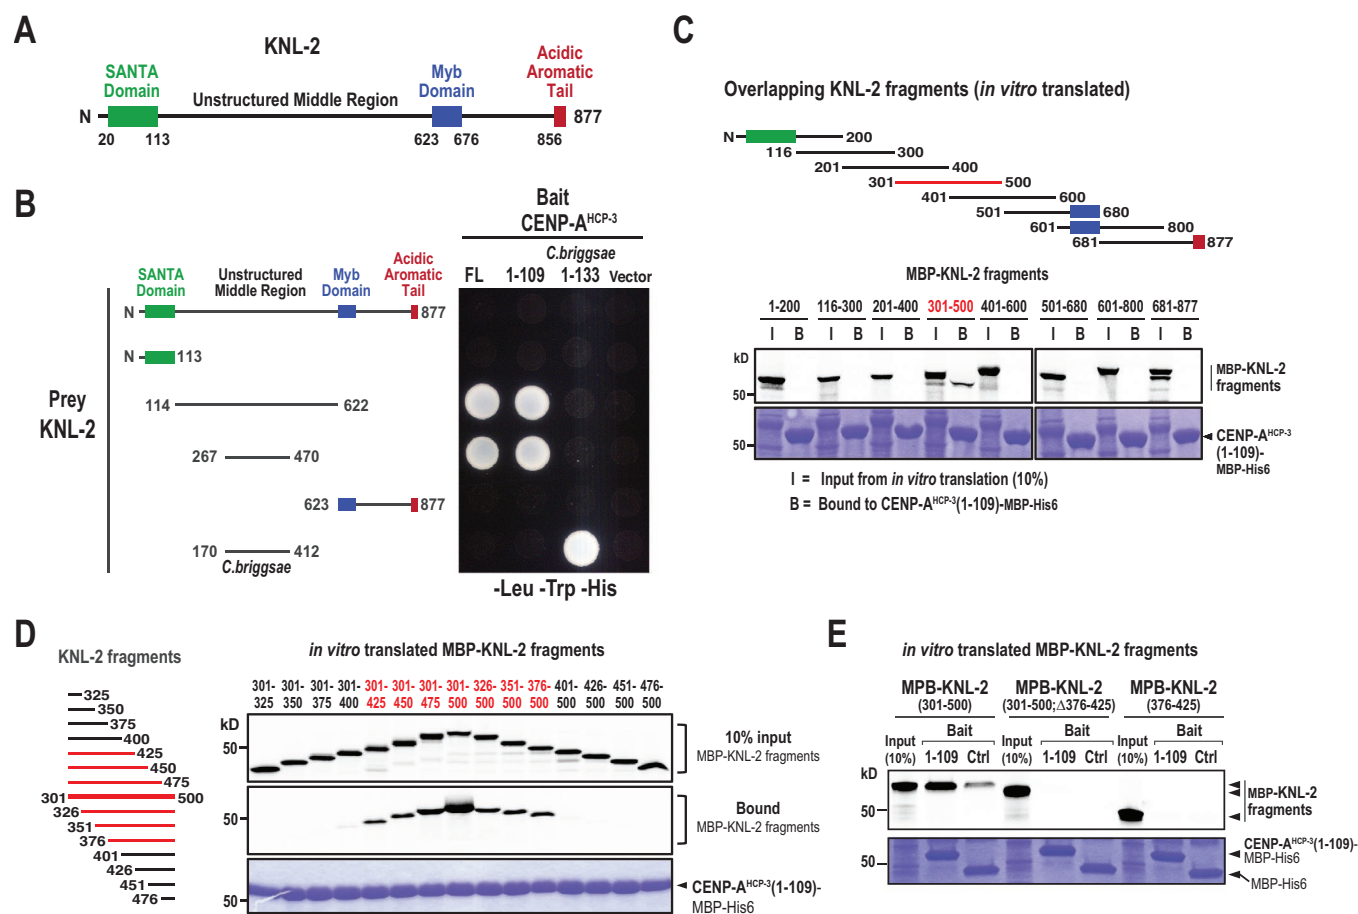 A
KNL-2
SANTA
Domain
Unstructured Middle Region
Myb
Domain
Acidic
Aromatic
Tail
N
877
20 113 623 676 856
B
Bait
CENP-A^HCP-3
C.briggsae
FL 1-109 1-133 Vector
SANTA
Domain
Unstructured
Middle Region
Myb
Domain
Acidic
Aromatic
Tail
N 877
N 113
Prey
KNL-2
114 622
267 470
623 877
170 412
C.briggsae
-Leu -Trp -His
C
Overlapping KNL-2 fragments (in vitro translated)
N 200
116 300
201 400
301 500
401 600
501 680
601 800
681 877
MBP-KNL-2 fragments
1-200 116-300 201-400 301-500 401-600 501-680 601-800 681-877
I B I B I B I B I B I B I B I B
kD
50
MBP-KNL-2
fragments
50
CENP-A^HCP-3
(1-109)-
MBP-His6
I = Input from in vitro translation (10%)
B = Bound to CENP-A^HCP-3(1-109)-MBP-His6
D
KNL-2 fragments
325
350
375
400
425
450
475
301 500
326
351
376
401
426
451
476
in vitro translated MBP-KNL-2 fragments
301- 301- 301- 301- 301- 301- 301- 301- 326- 351- 376- 401- 426- 451- 476-
325 350 375 400 425 450 475 500 500 500 500 500 500 500 500
kD
50
10% input
MBP-KNL-2 fragments
50
Bound
MBP-KNL-2 fragments
50
CENP-A^HCP-3(1-109)-
MBP-His6
E
in vitro translated MBP-KNL-2 fragments
MPB-KNL-2 MPB-KNL-2 MPB-KNL-2
(301-500) (301-500;Δ376-425) (376-425)
Input Bait Input Bait Input Bait
(10%) 1-109 Ctrl (10%) 1-109 Ctrl (10%) 1-109 Ctrl
kD
50
MBP-KNL-2
fragments
50
CENP-A^HCP-3(1-109)-
MBP-His6
MBP-His6